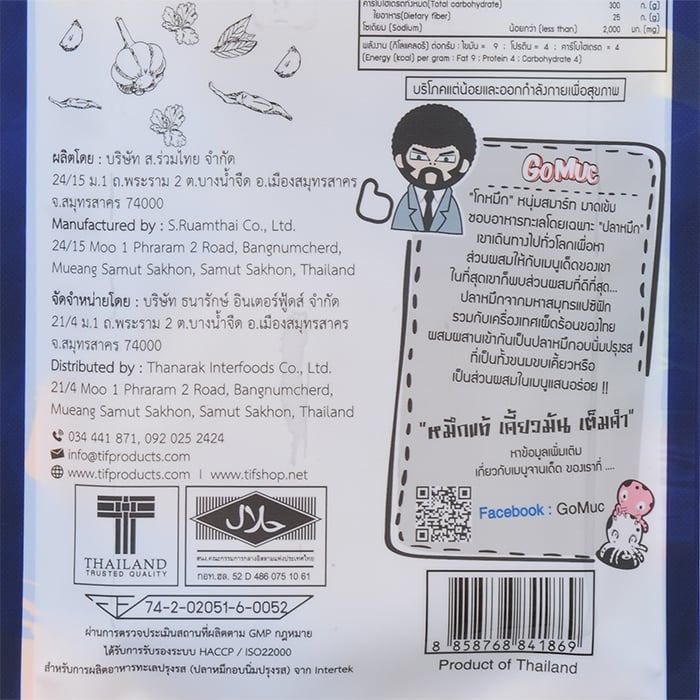 คาร์โบไฮเดรตทั้งหมด(Total carbohydrate) 300 ก. (g)
ใยอาหาร(Dietary fiber) 25 ก. (g)
โซเดียม (Sodium) น้อยกว่า (less than) 2,000 มก. (mg)
พลังงาน (กิโลแคลอรี) ต่อกรัม : ไขมัน = 9 ; โปรตีน = 4 ; คาร์โบไฮเดรต = 4
(Energy (kcal) per gram : Fat 9 ; Protein 4 ; Carbohydrate 4)
บริโภคแต่น้อยและออกกำลังกายเพื่อสุขภาพ
ผลิตโดย : บริษัท ส.ร่วมไทย จำกัด
24/15 ม.1 ถ.พระราม 2 ต.บางน้ำจืด อ.เมืองสมุทรสาคร
จ.สมุทรสาคร 74000
Manufactured by : S.Ruamthai Co., Ltd.
24/15 Moo 1 Phraram 2 Road, Bangnumcherd,
Mueang Samut Sakhon, Samut Sakhon, Thailand
จัดจำหน่ายโดย : บริษัท ธนารักษ์ อินเตอร์ฟู้ดส์ จำกัด
21/4 ม.1 ถ.พระราม 2 ต.บางน้ำจืด อ.เมืองสมุทรสาคร
จ.สมุทรสาคร 74000
Distributed by : Thanarak Interfoods Co., Ltd.
21/4 Moo 1 Phraram 2 Road, Bangnumcherd,
Mueang Samut Sakhon, Samut Sakhon, Thailand
034 441 871, 092 025 2424
info@tifproducts.com
www.tifproducts.com | www.tifshop.net
THAILAND
TRUSTED QUALITY
حلال
สนง.คณะกรรมการกลางอิสลามแห่งประเทศไทย
กอท.ฮล. 52 D 486 075 10 61
74-2-02051-6-0052
ผ่านการตรวจประเมินสถานที่ผลิตตาม GMP กฎหมาย
ได้รับการรับรองระบบ HACCP / ISO22000
สำหรับการผลิตอาหารทะเลปรุงรส (ปลาหมึกอบนิ่มปรุงรส) จาก Intertek
GOMUC
"โกหมึก" หนุ่มสมาร์ท มาดเข้ม
ชอบอาหารทะเลโดยเฉพาะ "ปลาหมึก"
เขาเดินทางไปทั่วโลกเพื่อหา
ส่วนผสมให้กับเมนูเด็ดของเขา
ในที่สุดเขาก็พบส่วนผสมที่ดีที่สุด...
ปลาหมึกจากมหาสมุทรแปซิฟิก
รวมกับเครื่องเทศเผ็ดร้อนของไทย
ผสมผสานเข้ากันเป็นปลาหมึกอบนิ่มปรุงรส
ที่เป็นทั้งขนมขบเคี้ยวหรือ
เป็นส่วนผสมในเมนูแสนอร่อย !!
"หมึกแท้ เคี้ยวมัน เต็มคำ"
หาข้อมูลเพิ่มเติม
เกี่ยวกับเมนูจานเด็ด ของเราที่ ....
Facebook : GoMuc
8 858768 841869
Product of Thailand